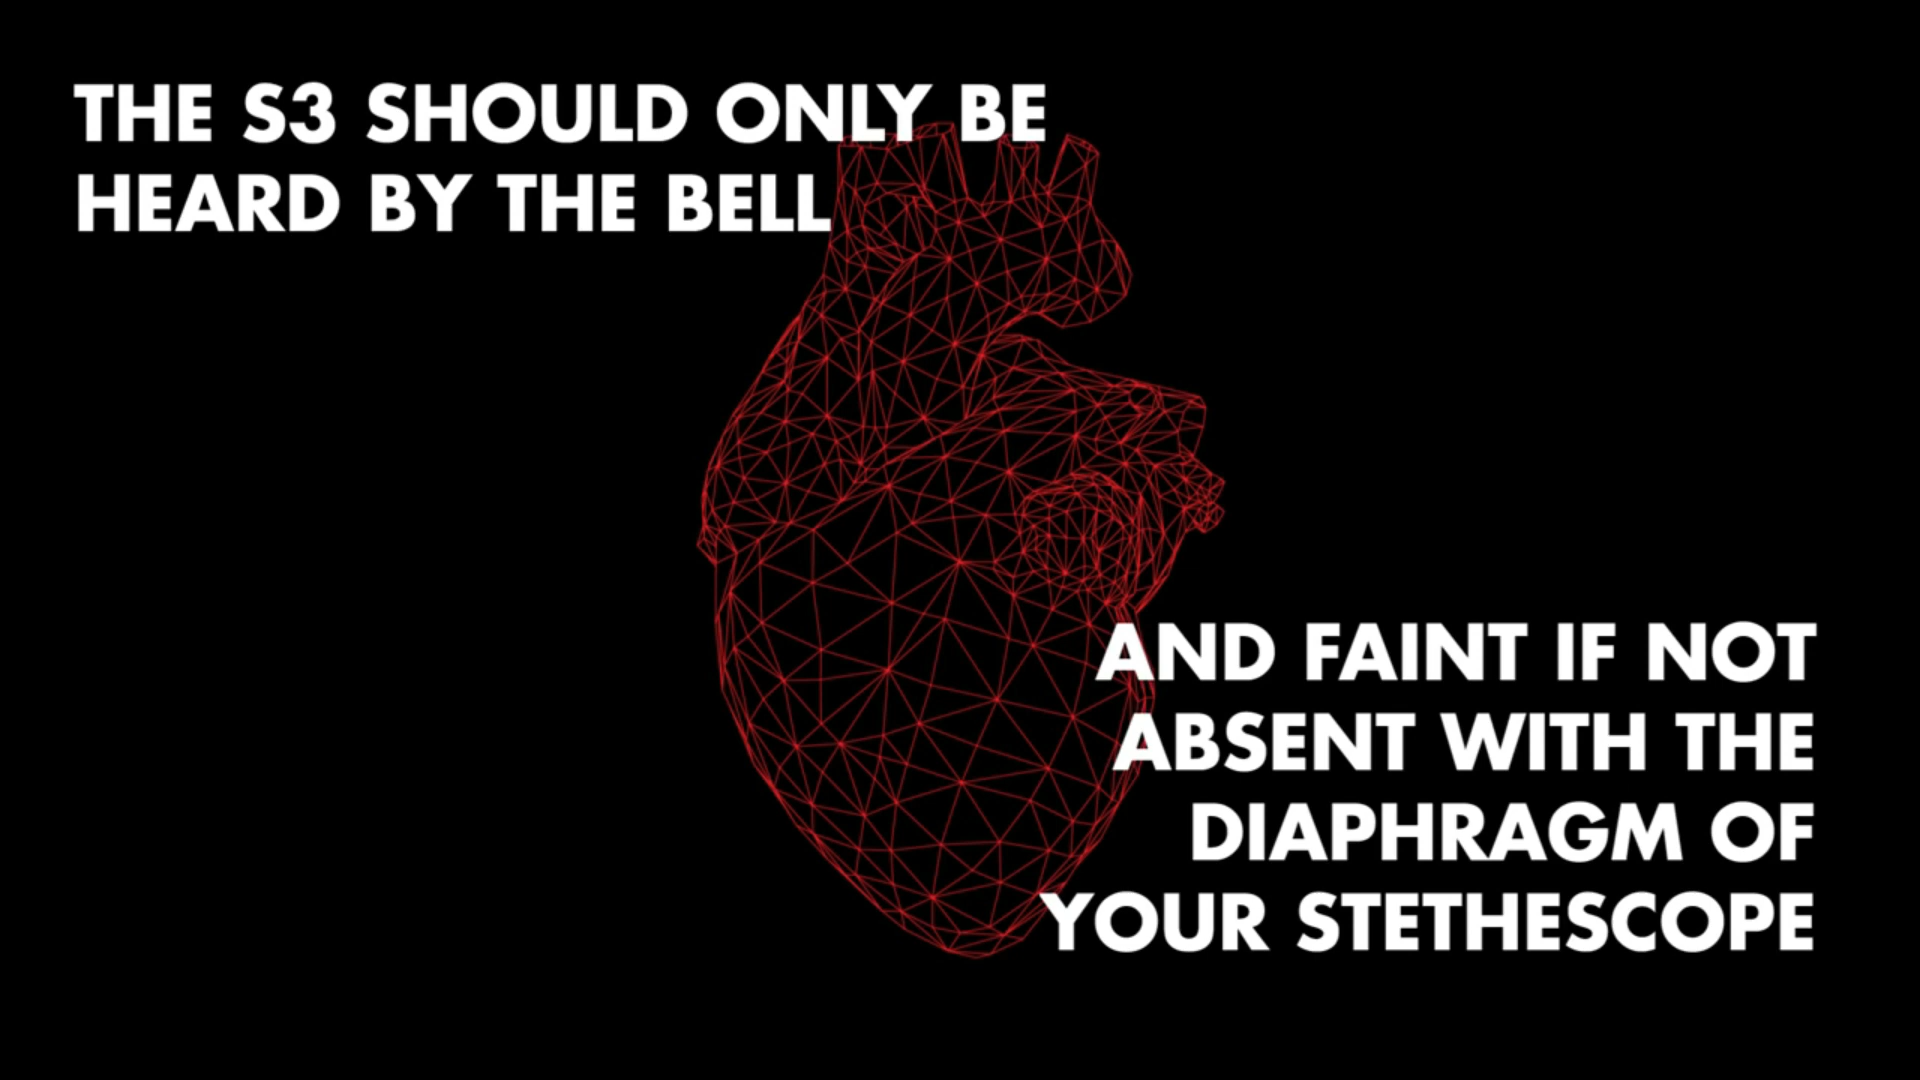 THE S3 SHOULD ONLY BE
HEARD BY THE BELL
AND FAINT IF NOT
ABSENT WITH THE
DIAPHRAGM OF
YOUR STETHESCOPE